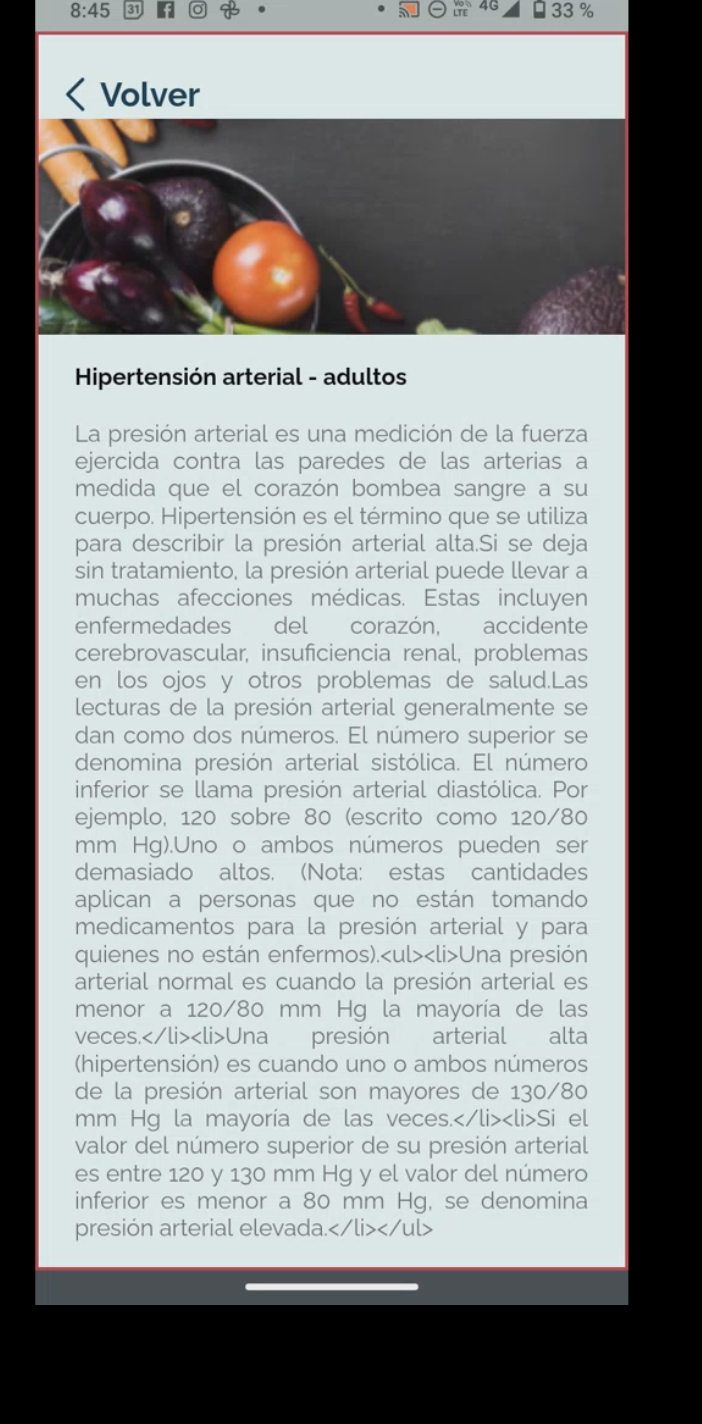 8:45 31 VoLTE 4G 33 %
Volver
Hipertensión arterial - adultos
La presión arterial es una medición de la fuerza
ejercida contra las paredes de las arterias a
medida que el corazón bombea sangre a su
cuerpo. Hipertensión es el término que se utiliza
para describir la presión arterial alta.Si se deja
sin tratamiento, la presión arterial puede llevar a
muchas afecciones médicas. Estas incluyen
enfermedades del corazón, accidente
cerebrovascular, insuficiencia renal, problemas
en los ojos y otros problemas de salud.Las
lecturas de la presión arterial generalmente se
dan como dos números. El número superior se
denomina presión arterial sistólica. El número
inferior se llama presión arterial diastólica. Por
ejemplo, 120 sobre 80 (escrito como 120/80
mm Hg).Uno o ambos números pueden ser
demasiado altos. (Nota: estas cantidades
aplican a personas que no están tomando
medicamentos para la presión arterial y para
quienes no están enfermos).<ul><li>Una presión
arterial normal es cuando la presión arterial es
menor a 120/80 mm Hg la mayoría de las
veces.</li><li>Una presión arterial alta
(hipertensión) es cuando uno o ambos números
de la presión arterial son mayores de 130/80
mm Hg la mayoría de las veces.</li><li>Si el
valor del número superior de su presión arterial
es entre 120 y 130 mm Hg y el valor del número
inferior es menor a 80 mm Hg, se denomina
presión arterial elevada.</li></ul>